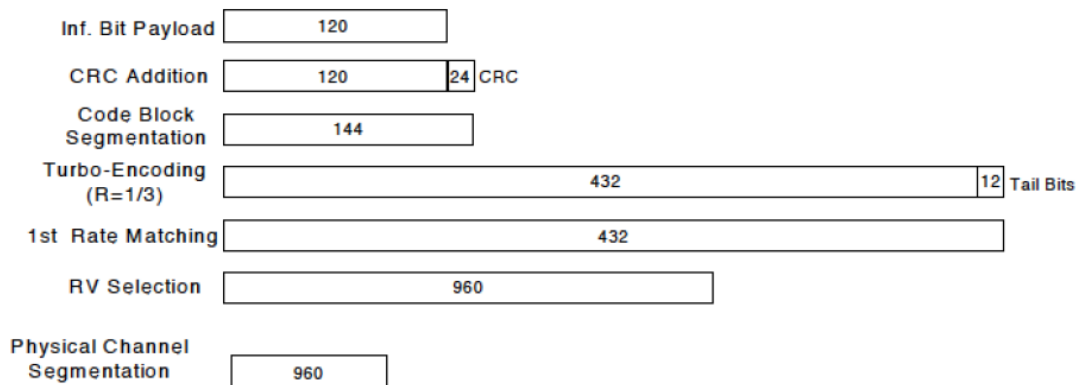 Inf. Bit Payload 120
CRC Addition 120 24 CRC
Code Block
Segmentation 144
Turbo-Encoding
(R=1/3) 432 12 Tail Bits
1st Rate Matching 432
RV Selection 960
Physical Channel
Segmentation 960